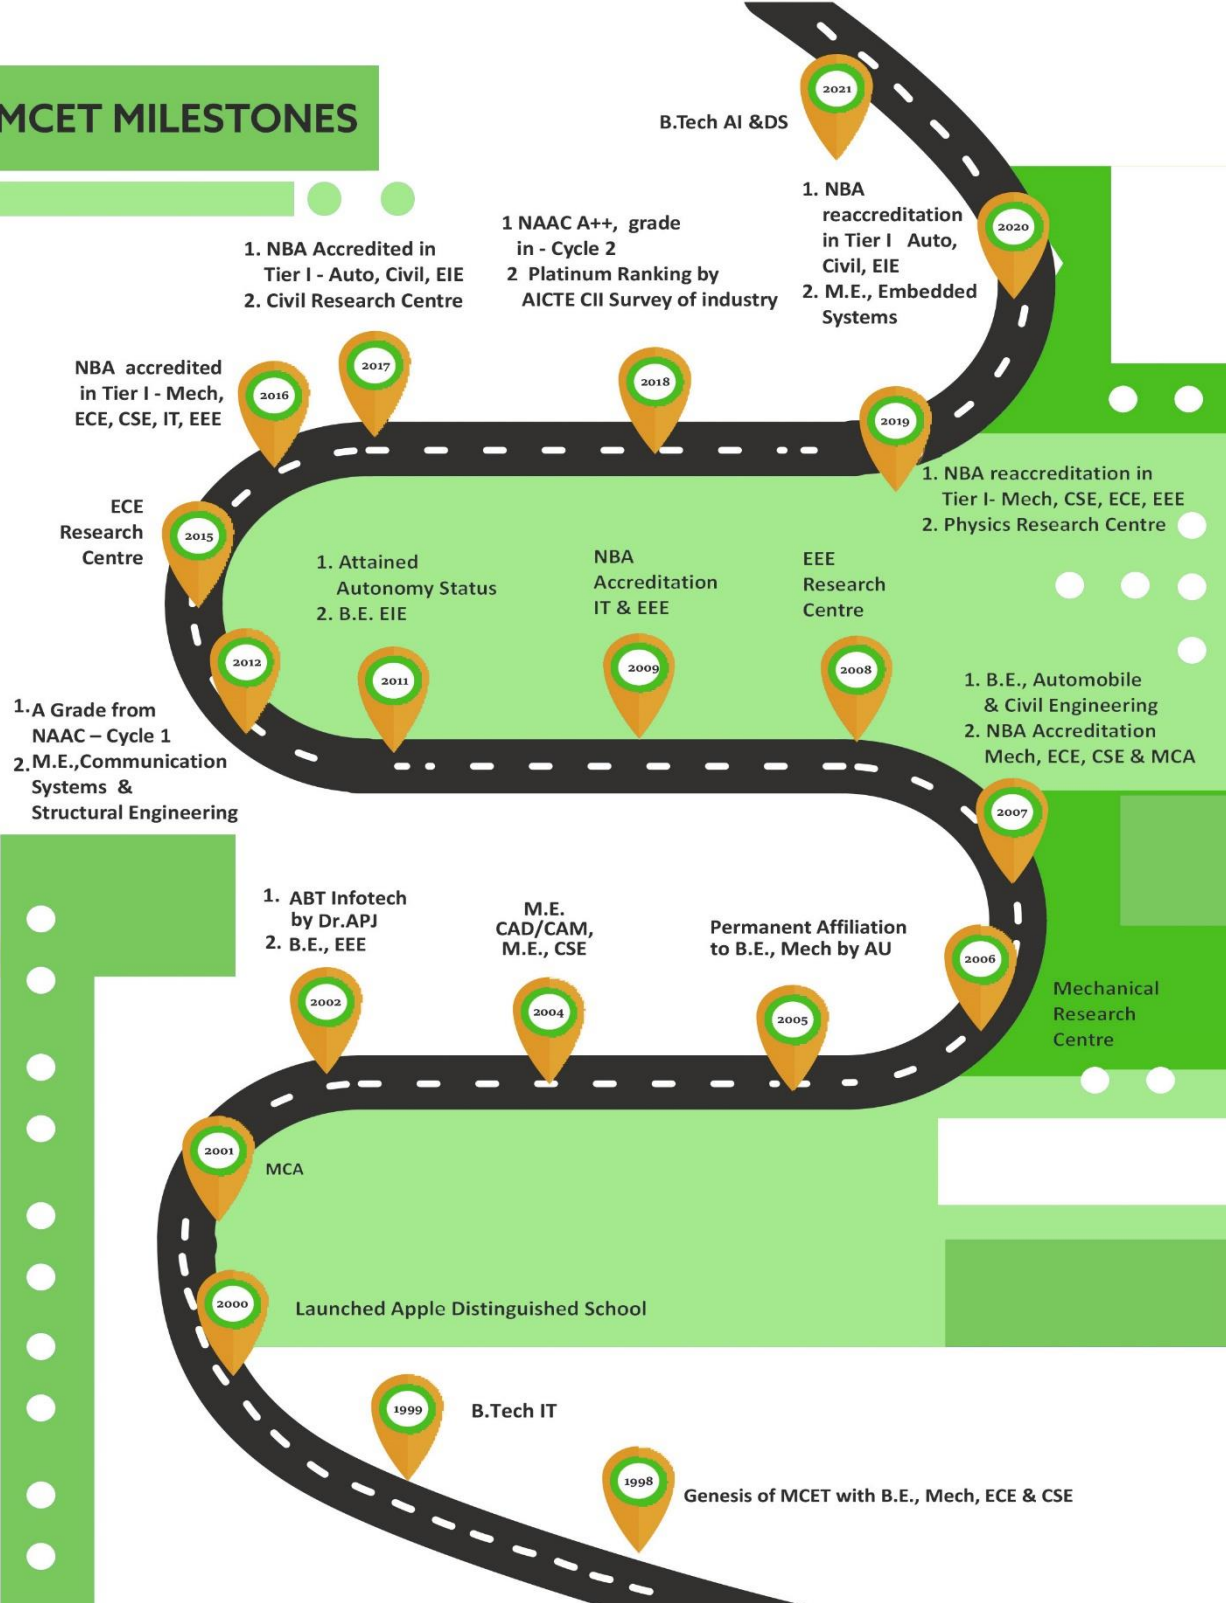 MCET MILESTONES
2021
B.Tech AI &DS
1. NBA
reaccreditation
in Tier I Auto,
Civil, EIE
2. M.E., Embedded
Systems
2020
1 NAAC A++, grade
in - Cycle 2
2 Platinum Ranking by
AICTE CII Survey of industry
1. NBA Accredited in
Tier I - Auto, Civil, EIE
2. Civil Research Centre
NBA accredited
in Tier I - Mech,
ECE, CSE, IT, EEE
2016
2017
2018
2019
1. NBA reaccreditation in
Tier I- Mech, CSE, ECE, EEE
2. Physics Research Centre
ECE
Research
Centre
2015
1. Attained
Autonomy Status
2. B.E. EIE
NBA
Accreditation
IT & EEE
EEE
Research
Centre
2012
2011
2009
2008
1.A Grade from
NAAC – Cycle 1
2.M.E.,Communication
Systems &
Structural Engineering
1. B.E., Automobile
& Civil Engineering
2. NBA Accreditation
Mech, ECE, CSE & MCA
2007
1. ABT Infotech
by Dr.APJ
2. B.E., EEE
M.E.
CAD/CAM,
M.E., CSE
Permanent Affiliation
to B.E., Mech by AU
2006
Mechanical
Research
Centre
2002
2004
2005
2001
MCA
2000
Launched Apple Distinguished School
1999
B.Tech IT
1998
Genesis of MCET with B.E., Mech, ECE & CSE